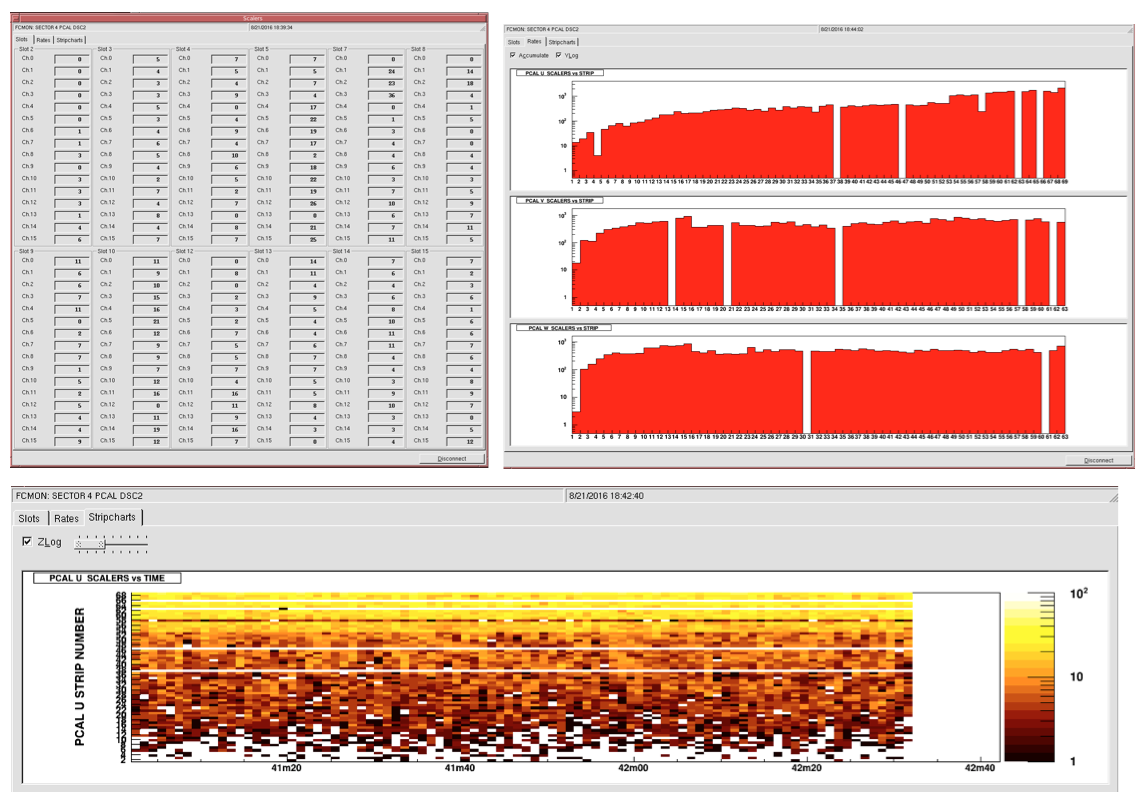 Scalers
FCMON: SECTOR 4 PCAL DSC2 8/21/2016 18:39:34
Slots Rates Stripcharts
Slot 2 Slot 3 Slot 4 Slot 5 Slot 7 Slot 8
Ch.0 0 Ch.0 5 Ch.0 7 Ch.0 7 Ch.0 0 Ch.0 0
Ch.1 0 Ch.1 4 Ch.1 5 Ch.1 5 Ch.1 24 Ch.1 14
Ch.2 0 Ch.2 3 Ch.2 4 Ch.2 7 Ch.2 23 Ch.2 10
Ch.3 0 Ch.3 3 Ch.3 9 Ch.3 4 Ch.3 36 Ch.3 4
Ch.4 0 Ch.4 5 Ch.4 0 Ch.4 17 Ch.4 0 Ch.4 1
Ch.5 0 Ch.5 3 Ch.5 4 Ch.5 22 Ch.5 1 Ch.5 5
Ch.6 1 Ch.6 4 Ch.6 9 Ch.6 19 Ch.6 3 Ch.6 0
Ch.7 1 Ch.7 6 Ch.7 4 Ch.7 17 Ch.7 4 Ch.7 0
Ch.8 3 Ch.8 5 Ch.8 10 Ch.8 2 Ch.8 4 Ch.8 4
Ch.9 0 Ch.9 4 Ch.9 6 Ch.9 18 Ch.9 6 Ch.9 4
Ch.10 3 Ch.10 2 Ch.10 5 Ch.10 22 Ch.10 3 Ch.10 3
Ch.11 3 Ch.11 7 Ch.11 2 Ch.11 19 Ch.11 7 Ch.11 5
Ch.12 3 Ch.12 4 Ch.12 7 Ch.12 26 Ch.12 10 Ch.12 9
Ch.13 1 Ch.13 8 Ch.13 0 Ch.13 0 Ch.13 6 Ch.13 7
Ch.14 4 Ch.14 4 Ch.14 8 Ch.14 21 Ch.14 7 Ch.14 11
Ch.15 6 Ch.15 7 Ch.15 7 Ch.15 25 Ch.15 11 Ch.15 5
Slot 9 Slot 10 Slot 12 Slot 13 Slot 14 Slot 15
Ch.0 11 Ch.0 11 Ch.0 0 Ch.0 14 Ch.0 7 Ch.0 7
Ch.1 6 Ch.1 9 Ch.1 8 Ch.1 11 Ch.1 6 Ch.1 2
Ch.2 6 Ch.2 10 Ch.2 0 Ch.2 4 Ch.2 4 Ch.2 3
Ch.3 7 Ch.3 15 Ch.3 2 Ch.3 9 Ch.3 6 Ch.3 6
Ch.4 11 Ch.4 16 Ch.4 3 Ch.4 5 Ch.4 8 Ch.4 1
Ch.5 0 Ch.5 21 Ch.5 2 Ch.5 4 Ch.5 10 Ch.5 6
Ch.6 2 Ch.6 12 Ch.6 7 Ch.6 4 Ch.6 11 Ch.6 6
Ch.7 7 Ch.7 9 Ch.7 5 Ch.7 6 Ch.7 11 Ch.7 7
Ch.8 7 Ch.8 9 Ch.8 5 Ch.8 7 Ch.8 4 Ch.8 6
Ch.9 1 Ch.9 7 Ch.9 7 Ch.9 7 Ch.9 4 Ch.9 4
Ch.10 5 Ch.10 12 Ch.10 4 Ch.10 5 Ch.10 3 Ch.10 8
Ch.11 2 Ch.11 16 Ch.11 16 Ch.11 5 Ch.11 9 Ch.11 9
Ch.12 5 Ch.12 0 Ch.12 11 Ch.12 8 Ch.12 10 Ch.12 7
Ch.13 4 Ch.13 11 Ch.13 9 Ch.13 4 Ch.13 3 Ch.13 0
Ch.14 4 Ch.14 19 Ch.14 16 Ch.14 3 Ch.14 3 Ch.14 5
Ch.15 9 Ch.15 12 Ch.15 7 Ch.15 0 Ch.15 4 Ch.15 12
Disconnect
FCMON: SECTOR 4 PCAL DSC2 8/21/2016 18:44:02
Slots Rates Stripcharts
Accumulate YLog
PCAL U SCALERS vs STRIP
10³
10²
10
1
1 2 3 4 5 6 7 8 9 10 11 12 13 14 15 16 17 18 19 20 21 22 23 24 25 26 27 28 29 30 31 32 33 34 35 36 37 38 39 40 41 42 43 44 45 46 47 48 49 50 51 52 53 54 55 56 57 58 59 60 61 62 63 64 65 66 67 68 69
PCAL V SCALERS vs STRIP
10³
10²
10
1
1 2 3 4 5 6 7 8 9 10 11 12 13 14 15 16 17 18 19 20 21 22 23 24 25 26 27 28 29 30 31 32 33 34 35 36 37 38 39 40 41 42 43 44 45 46 47 48 49 50 51 52 53 54 55 56 57 58 59 60 61 62 63
PCAL W SCALERS vs STRIP
10³
10²
10
1
1 2 3 4 5 6 7 8 9 10 11 12 13 14 15 16 17 18 19 20 21 22 23 24 25 26 27 28 29 30 31 32 33 34 35 36 37 38 39 40 41 42 43 44 45 46 47 48 49 50 51 52 53 54 55 56 57 58 59 60 61 62 63
Disconnect
FCMON: SECTOR 4 PCAL DSC2 8/21/2016 18:42:40
Slots Rates Stripcharts
ZLog
PCAL U SCALERS vs TIME
PCAL U STRIP NUMBER
10²
10
1
41m20 41m40 42m00 42m20 42m40